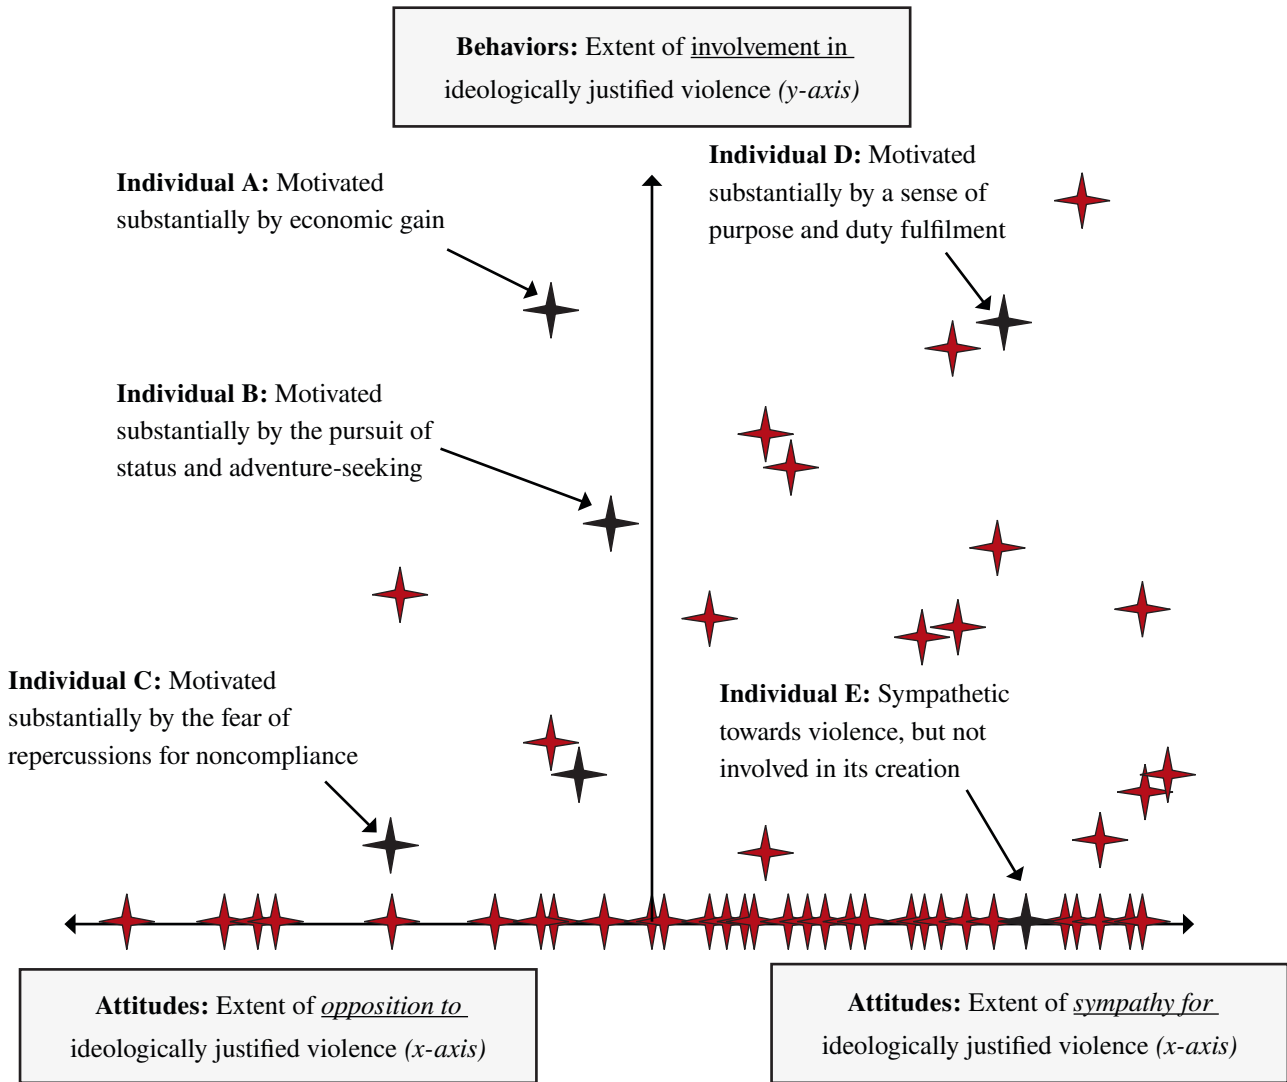 Behaviors: Extent of involvement in
ideologically justified violence (y-axis)
Individual A: Motivated
substantially by economic gain
Individual D: Motivated
substantially by a sense of
purpose and duty fulfilment
Individual B: Motivated
substantially by the pursuit of
status and adventure-seeking
Individual C: Motivated
substantially by the fear of
repercussions for noncompliance
Individual E: Sympathetic
towards violence, but not
involved in its creation
Attitudes: Extent of opposition to
ideologically justified violence (x-axis)
Attitudes: Extent of sympathy for
ideologically justified violence (x-axis)